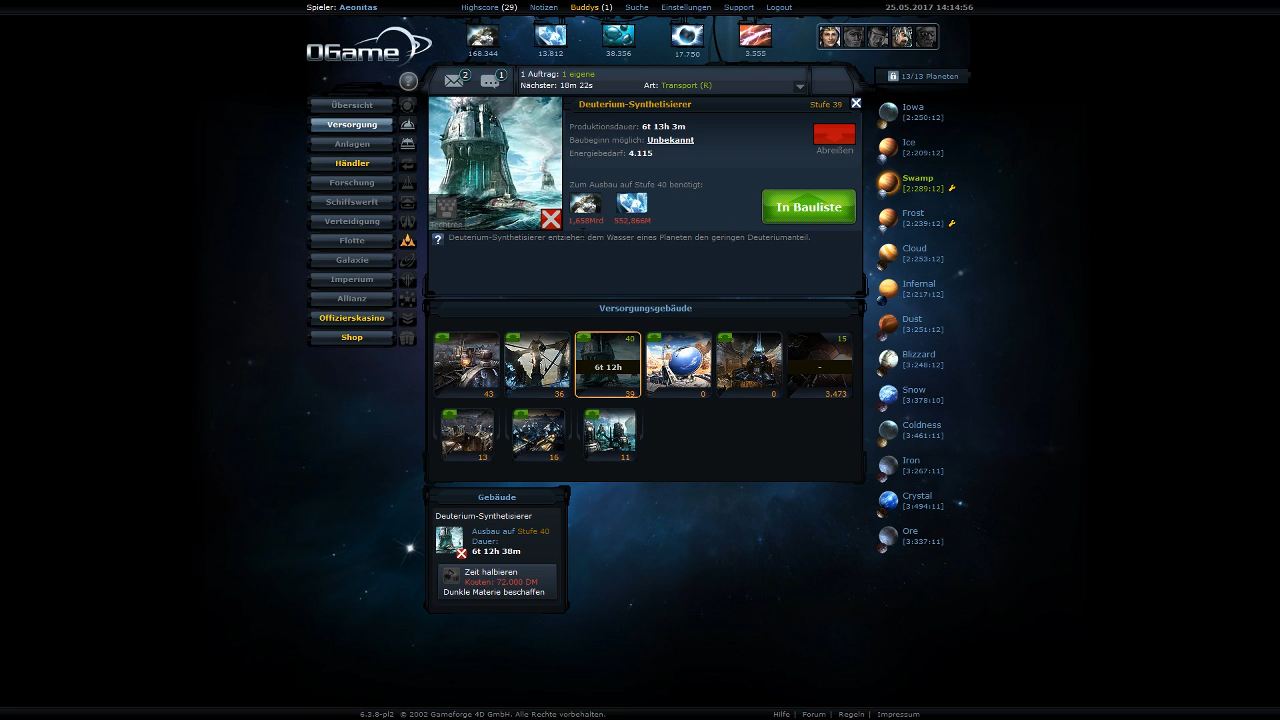 Spieler: Aeonitas
Highscore (29) Notizen Buddys (1) Suche Einstellungen Support Logout
25.05.2017 14:14:56
OGame
168.344 13.812 38.356 17.750 3.555
2 1
1 Auftrag: 1 eigene
Nächster: 18m 22s Art: Transport (R)
13/13 Planeten
Übersicht
Versorgung
Anlagen
Händler
Forschung
Schiffswerft
Verteidigung
Flotte
Galaxie
Imperium
Allianz
Offizierskasino
Shop
Deuterium-Synthetisierer Stufe 39
Produktionsdauer: 6t 13h 3m
Baubeginn möglich: Unbekannt
Energiebedarf: 4.115
Abreißen
Zum Ausbau auf Stufe 40 benötigt:
1,658Mrd 552,866M
In Bauliste
Techtree
Deuterium-Synthetisierer entziehen dem Wasser eines Planeten den geringen Deuteriumanteil.
Versorgungsgebäude
40 15
6t 12h -
43 36 39 0 0 3.473
13 16 11
Gebäude
Deuterium-Synthetisierer
Ausbau auf Stufe 40
Dauer:
6t 12h 38m
Zeit halbieren
Kosten: 72.000 DM
Dunkle Materie beschaffen
Iowa
[2:250:12]
Ice
[2:209:12]
Swamp
[2:289:12]
Frost
[2:239:12]
Cloud
[2:253:12]
Infernal
[2:217:12]
Dust
[3:251:12]
Blizzard
[3:248:12]
Snow
[3:378:10]
Coldness
[3:461:11]
Iron
[3:267:11]
Crystal
[3:494:11]
Ore
[3:337:11]
6.3.8-pl2 © 2002 Gameforge 4D GmbH. Alle Rechte vorbehalten.
Hilfe | Forum | Regeln | Impressum